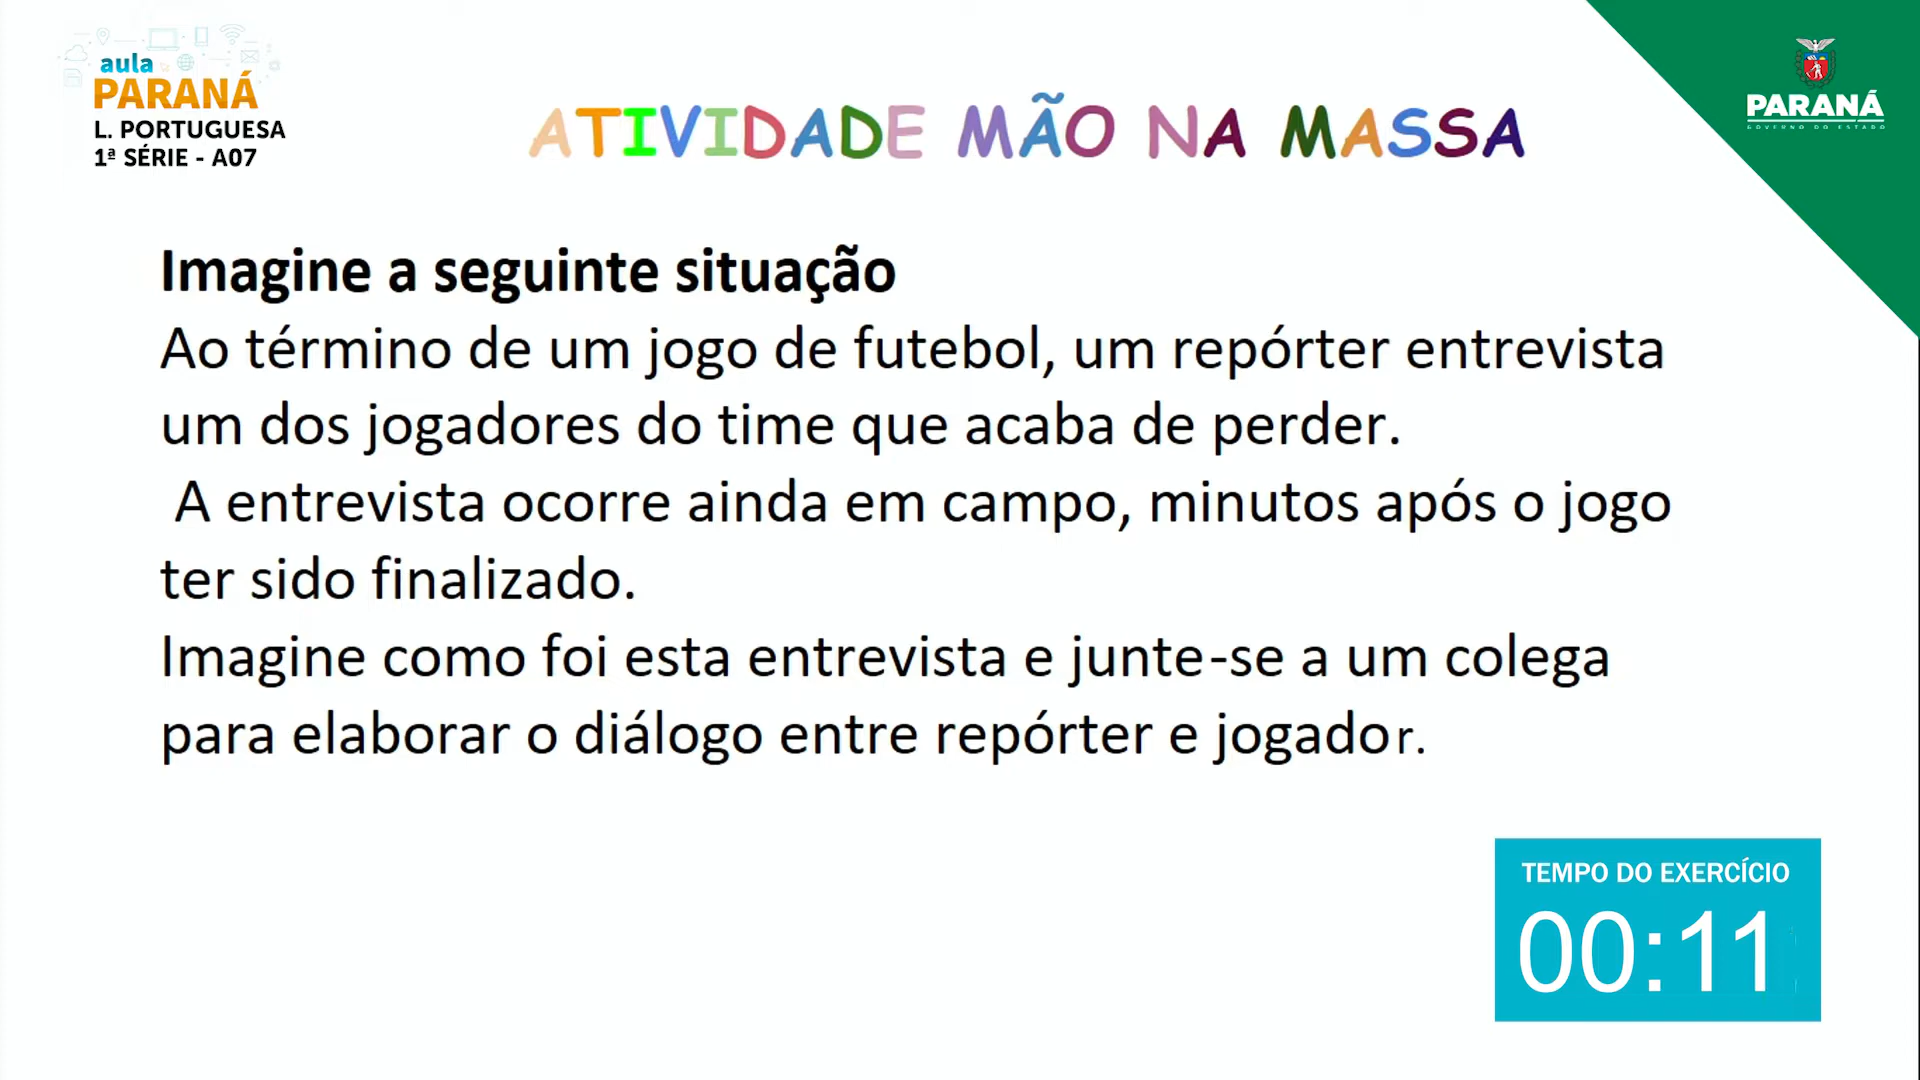 aula
PARANÁ
L. PORTUGUESA
1ª SÉRIE - A07
ATIVIDADE MÃO NA MASSA
PARANÁ
GOVERNO DO ESTADO
Imagine a seguinte situação
Ao término de um jogo de futebol, um repórter entrevista
um dos jogadores do time que acaba de perder.
A entrevista ocorre ainda em campo, minutos após o jogo
ter sido finalizado.
Imagine como foi esta entrevista e junte-se a um colega
para elaborar o diálogo entre repórter e jogador.
TEMPO DO EXERCÍCIO
00:11